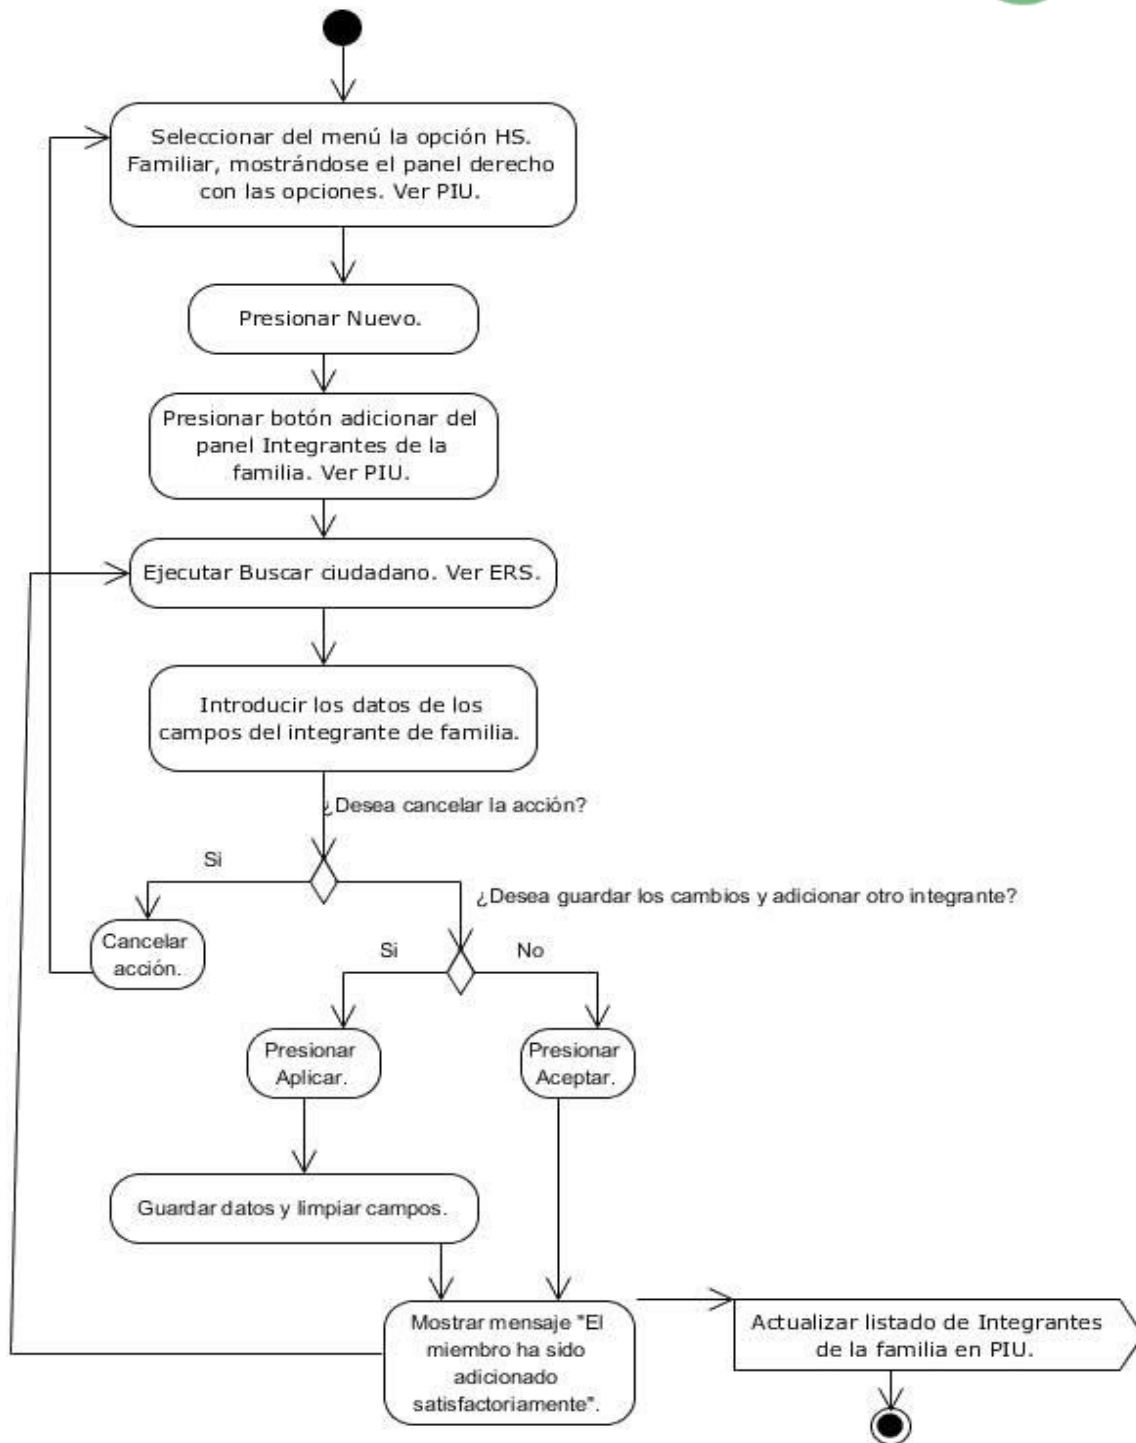 Seleccionar del menú la opción HS.
Familiar, mostrándose el panel derecho
con las opciones. Ver PIU.
Presionar Nuevo.
Presionar botón adicionar del
panel Integrantes de la
familia. Ver PIU.
Ejecutar Buscar ciudadano. Ver ERS.
Introducir los datos de los
campos del integrante de familia.
¿Desea cancelar la acción?
Si
¿Desea guardar los cambios y adicionar otro integrante?
Cancelar
acción.
Si
No
Presionar
Aplicar.
Presionar
Aceptar.
Guardar datos y limpiar campos.
Mostrar mensaje "El
miembro ha sido
adicionado
satisfactoriamente".
Actualizar listado de Integrantes
de la familia en PIU.